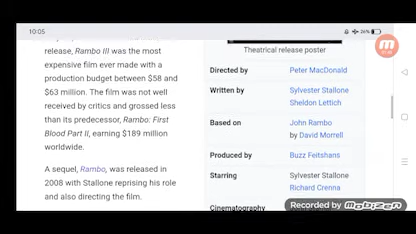 10:05
26%
release, Rambo III was the most
expensive film ever made with a
production budget between $58 and
$63 million. The film was not well
received by critics and grossed less
than its predecessor, Rambo: First
Blood Part II, earning $189 million
worldwide.
A sequel, Rambo, was released in
2008 with Stallone reprising his role
and also directing the film.
Theatrical release poster
Directed by Peter MacDonald
Written by Sylvester Stallone
Sheldon Lettich
Based on John Rambo
by David Morrell
Produced by Buzz Feitshans
Starring Sylvester Stallone
Richard Crenna
Cinematography
Recorded by Mobizen